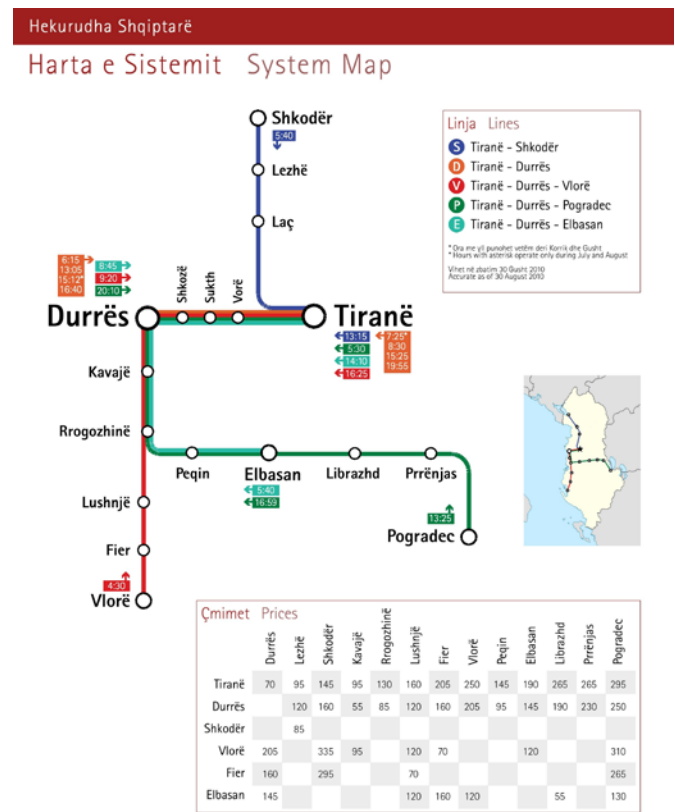 Hekurudha Shqiptarë
Harta e Sistemit System Map
Shkodër
5:40
Lezhë
Laç
Linja Lines
S Tiranë - Shkodër
D Tiranë - Durrës
V Tiranë - Durrës - Vlorë
P Tiranë - Durrës - Pogradec
E Tiranë - Durrës - Elbasan
* Ora me yll punohet vetëm deri Korrik dhe Gusht
* Hours with asterisk operate only during July and August
Vihet në zbatim 30 Gusht 2010
Accurate as of 30 August 2010
6:15
13:05
15:12*
16:40
8:45
9:20
20:10
Shkozë
Sukth
Vorë
Durrës
Tiranë
13:15
5:30
14:10
16:25
7:25*
8:30
15:25
19:55
Kavajë
Rrogozhinë
Peqin
Elbasan
Librazhd
Prrënjas
5:40
16:59
Lushnjë
13:25
Pogradec
Fier
4:30
Vlorë
Çmimet Prices
Durrës Lezhë Shkodër Kavajë Rrogozhinë Lushnjë Fier Vlorë Peqin Elbasan Librazhd Prrënjas Pogradec
Tiranë 70 95 145 95 130 160 205 250 145 190 265 265 295
Durrës 120 160 55 85 120 160 205 95 145 190 230 250
Shkodër 85
Vlorë 205 335 95 120 70 120 310
Fier 160 295 70 265
Elbasan 145 120 160 120 55 130